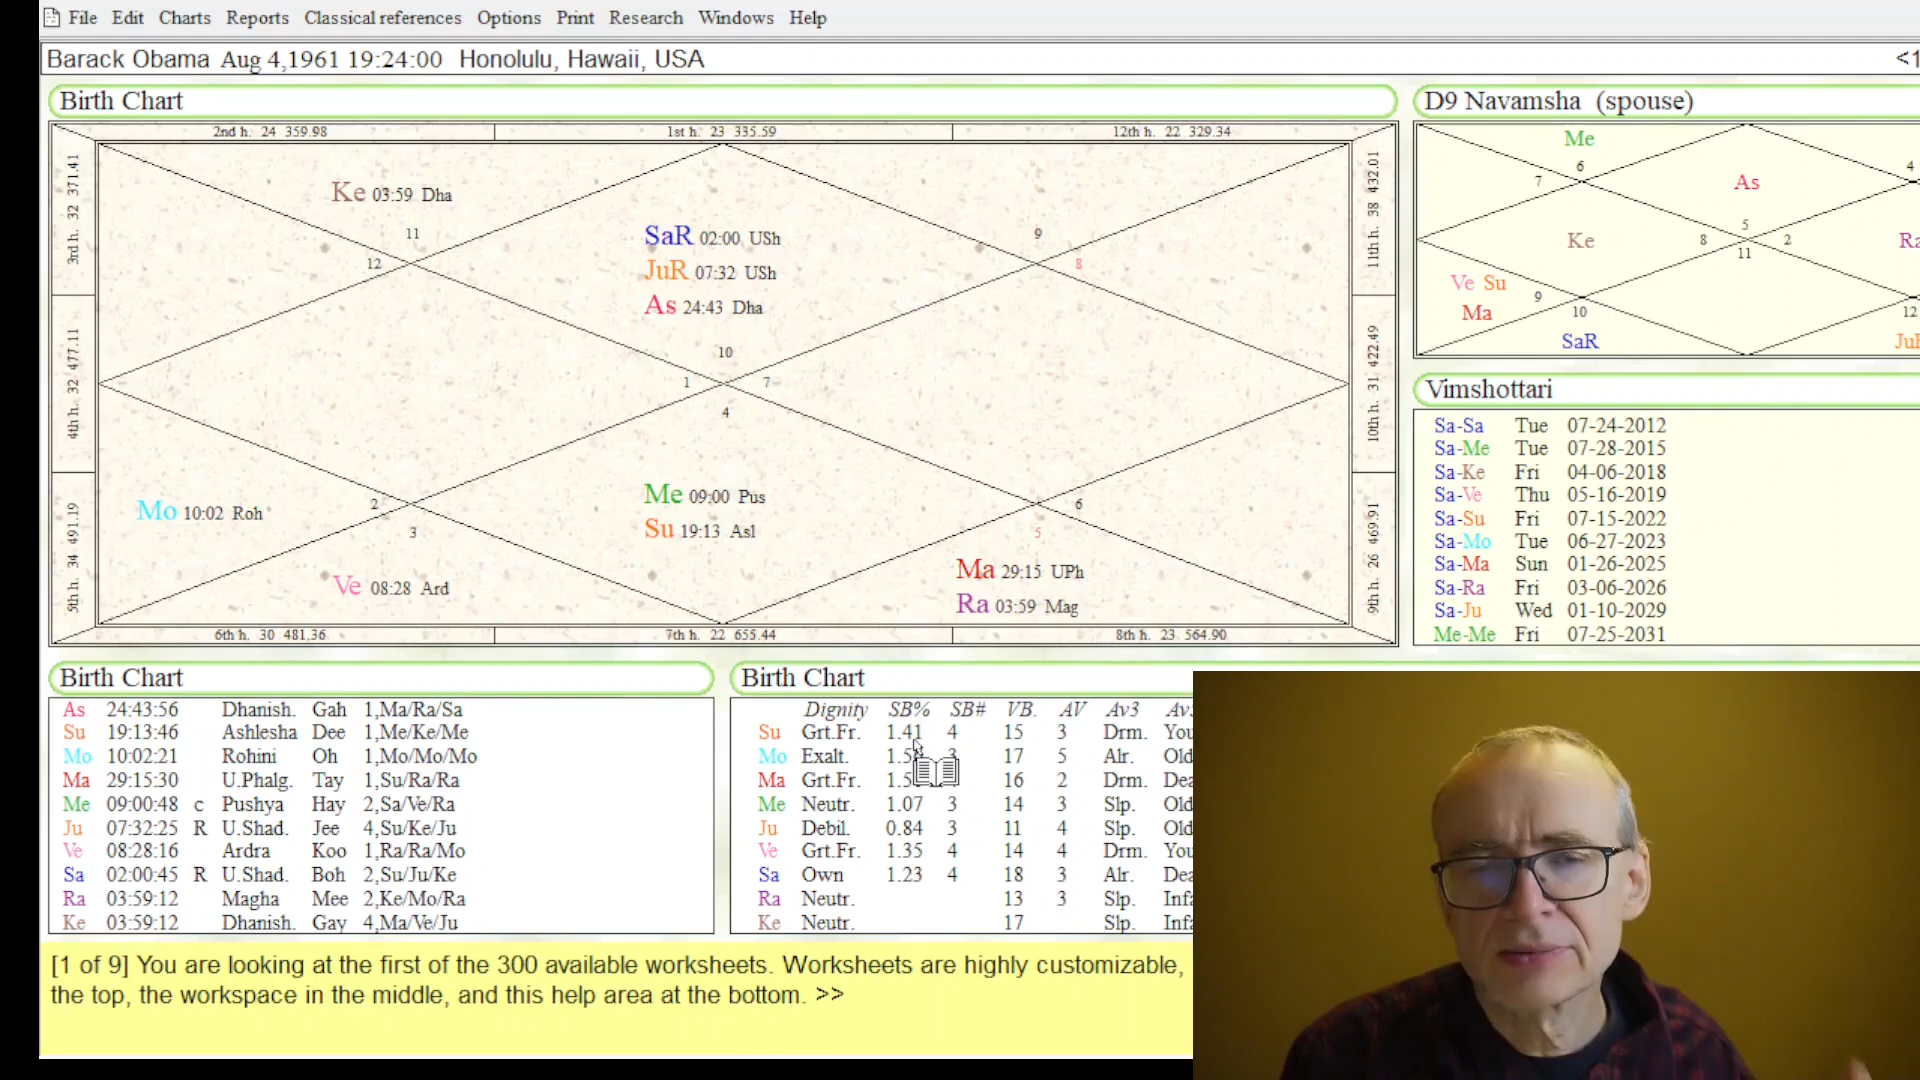 File Edit Charts Reports Classical references Options Print Research Windows Help
Barack Obama Aug 4,1961 19:24:00 Honolulu, Hawaii, USA <1
Birth Chart
2nd h. 24 359.98
1st h. 23 335.59
12th h. 22 329.34
3rd h. 32 371.41
11th h. 38 432.01
Ke 03:59 Dha
11
12
SaR 02:00 USh
JuR 07:32 USh
As 24:43 Dha
9
8
10
1
7
4
4th h. 32 477.11
10th h. 31 422.49
Mo 10:02 Roh
2
3
Me 09:00 Pus
Su 19:13 Asl
6
5
Ve 08:28 Ard
Ma 29:15 UPh
Ra 03:59 Mag
5th h. 34 491.19
9th h. 26 469.91
6th h. 30 481.36
7th h. 22 655.44
8th h. 23 564.90
D9 Navamsha (spouse)
Me
6
7
As
4
5
Ke
8
2
Ra
11
Ve Su
Ma
9
10
12
SaR
Vimshottari
Sa-Sa Tue 07-24-2012
Sa-Me Tue 07-28-2015
Sa-Ke Fri 04-06-2018
Sa-Ve Thu 05-16-2019
Sa-Su Fri 07-15-2022
Sa-Mo Tue 06-27-2023
Sa-Ma Sun 01-26-2025
Sa-Ra Fri 03-06-2026
Sa-Ju Wed 01-10-2029
Me-Me Fri 07-25-2031
Birth Chart
As 24:43:56 Dhanish. Gah 1,Ma/Ra/Sa
Su 19:13:46 Ashlesha Dee 1,Me/Ke/Me
Mo 10:02:21 Rohini Oh 1,Mo/Mo/Mo
Ma 29:15:30 U.Phalg. Tay 1,Su/Ra/Ra
Me 09:00:48 c Pushya Hay 2,Sa/Ve/Ra
Ju 07:32:25 R U.Shad. Jee 4,Su/Ke/Ju
Ve 08:28:16 Ardra Koo 1,Ra/Ra/Mo
Sa 02:00:45 R U.Shad. Boh 2,Su/Ju/Ke
Ra 03:59:12 Magha Mee 2,Ke/Mo/Ra
Ke 03:59:12 Dhanish. Gay 4,Ma/Ve/Ju
Birth Chart
Dignity SB% SB# VB. AV Av3
Su Grt.Fr. 1.41 4 15 3 Drm. You
Mo Exalt. 17 5 Alr. Old
Ma Grt.Fr. 16 2 Drm. Dea
Me Neutr. 1.07 3 14 3 Slp. Old
Ju Debil. 0.84 3 11 4 Slp. Old
Ve Grt.Fr. 1.35 4 14 4 Drm. You
Sa Own 1.23 4 18 3 Alr. Dea
Ra Neutr. 13 3 Slp. Infa
Ke Neutr. 17 Slp. Infa
[1 of 9] You are looking at the first of the 300 available worksheets. Worksheets are highly customizable,
the top, the workspace in the middle, and this help area at the bottom. >>